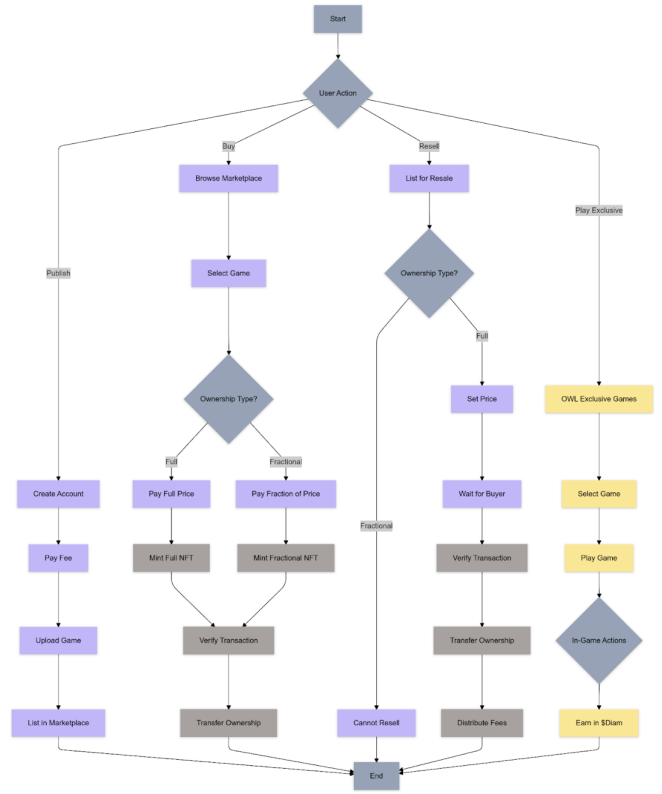 Start
User Action
Buy
Resell
Browse Marketplace
List for Resale
Play Exclusive
Publish
Select Game
Ownership Type?
Full
Ownership Type?
Set Price
OWL Exclusive Games
Full
Fractional
Create Account
Pay Full Price
Pay Fraction of Price
Wait for Buyer
Select Game
Fractional
Pay Fee
Mint Full NFT
Mint Fractional NFT
Verify Transaction
Play Game
Upload Game
Verify Transaction
Transfer Ownership
In-Game Actions
List in Marketplace
Transfer Ownership
Cannot Resell
Distribute Fees
Earn in $Diam
End